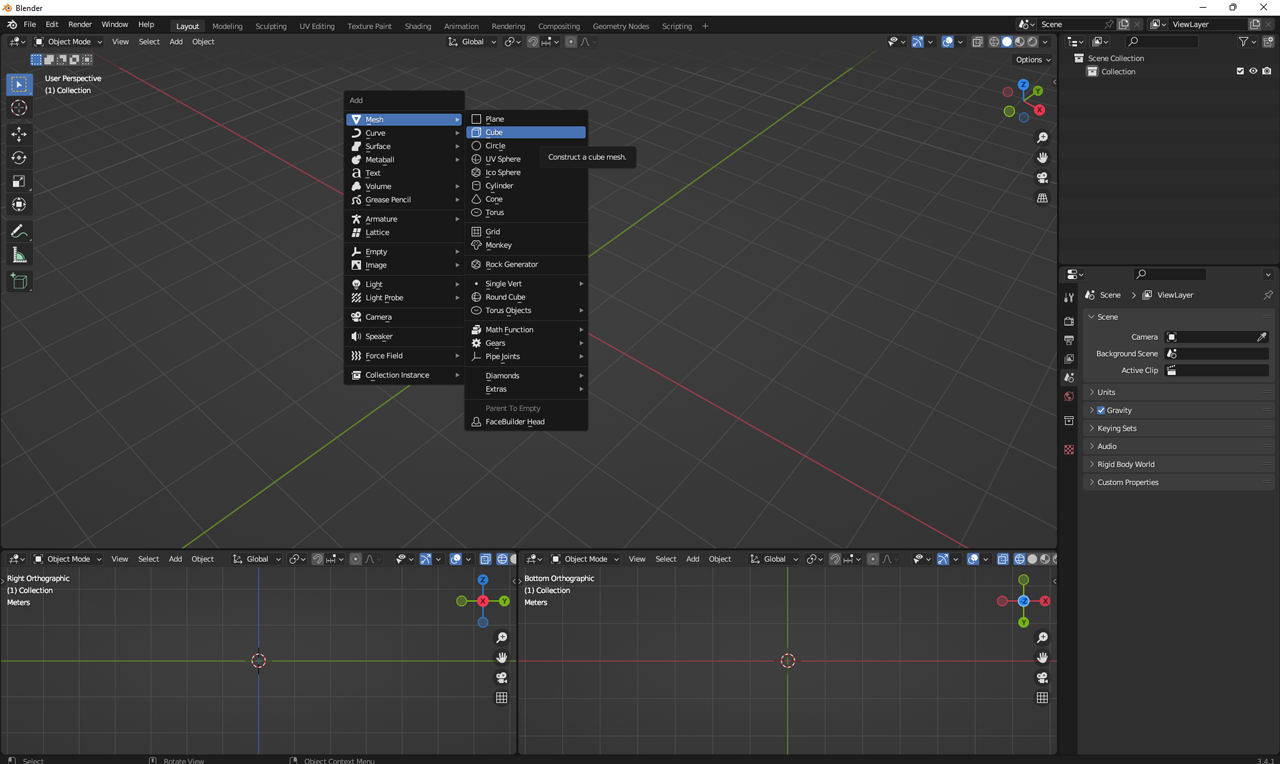 Blender
File Edit Render Window Help Layout Modeling Sculpting UV Editing Texture Paint Shading Animation Rendering Compositing Geometry Nodes Scripting + Scene ViewLayer
Object Mode View Select Add Object Global
Options
User Perspective
(1) Collection
Add
Mesh
Curve
Surface
Metaball
Text
Volume
Grease Pencil
Armature
Lattice
Empty
Image
Light
Light Probe
Camera
Speaker
Force Field
Collection Instance
Plane
Cube
Circle
UV Sphere
Ico Sphere
Cylinder
Cone
Torus
Grid
Monkey
Rock Generator
Single Vert
Round Cube
Torus Objects
Math Function
Gears
Pipe Joints
Diamonds
Extras
Parent To Empty
FaceBuilder Head
Construct a cube mesh.
Z
Y
X
Scene Collection
Collection
Scene ViewLayer
Scene
Camera
Background Scene
Active Clip
Units
Gravity
Keying Sets
Audio
Rigid Body World
Custom Properties
Object Mode View Select Add Object Global
Right Orthographic
(1) Collection
Meters
Z
X Y
Object Mode View Select Add Object Global
Bottom Orthographic
(1) Collection
Meters
-Z X
Y
Select Rotate View Object Context Menu 3.4.1